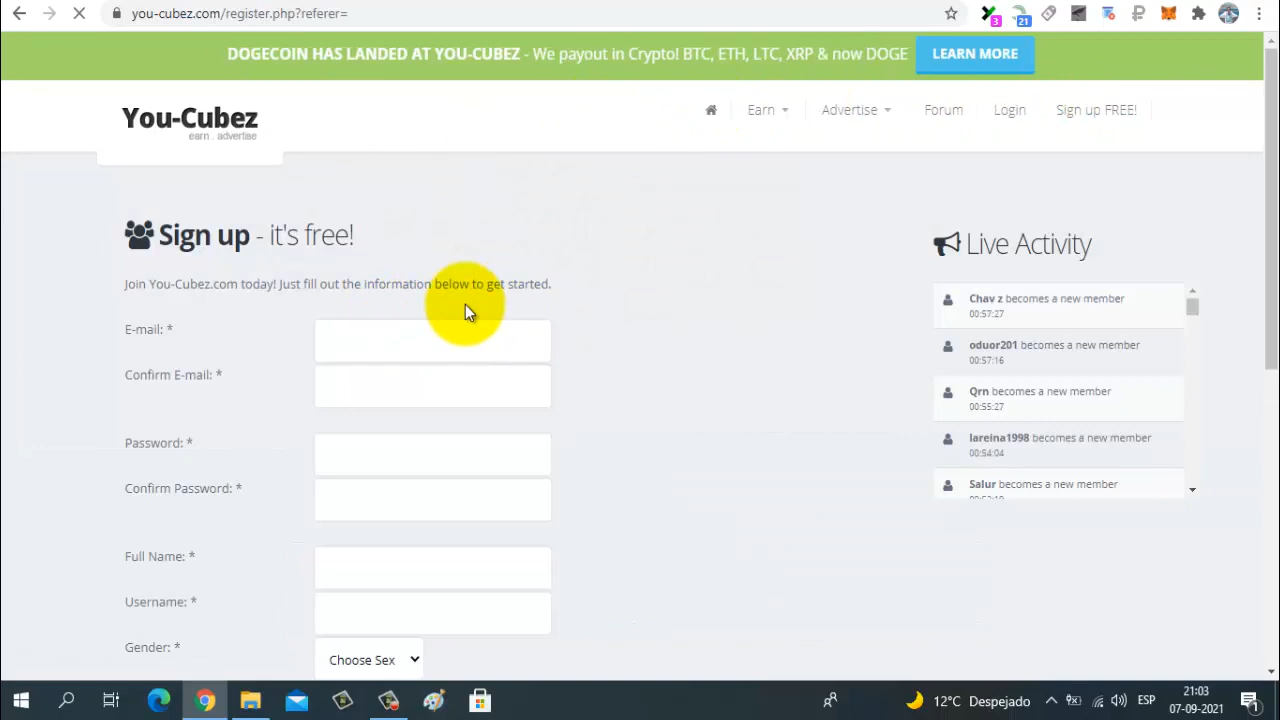 you-cubez.com/register.php?referer=
3
21
DOGECOIN HAS LANDED AT YOU-CUBEZ - We payout in Crypto! BTC, ETH, LTC, XRP & now DOGE LEARN MORE
You-Cubez
earn . advertise
Earn Advertise Forum Login Sign up FREE!
Sign up - it's free!
Join You-Cubez.com today! Just fill out the information below to get started.
E-mail: *
Confirm E-mail: *
Password: *
Confirm Password: *
Full Name: *
Username: *
Gender: *
Choose Sex
Live Activity
Chav z becomes a new member
00:57:27
oduor201 becomes a new member
00:57:16
Qrn becomes a new member
00:55:27
lareina1998 becomes a new member
00:54:04
Salur becomes a new member
12°C Despejado
ESP
21:03
07-09-2021
1